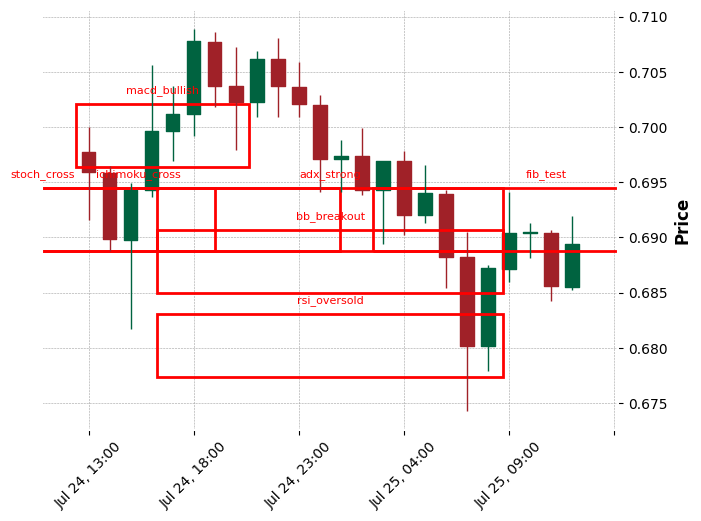 0.710
0.705
macd_bullish
0.700
stoch_cross
ichimoku_cross
adx_strong
fib_test
0.695
bb_breakout
0.690
Price
0.685
rsi_oversold
0.680
0.675
Jul 24, 13:00
Jul 24, 18:00
Jul 24, 23:00
Jul 25, 04:00
Jul 25, 09:00